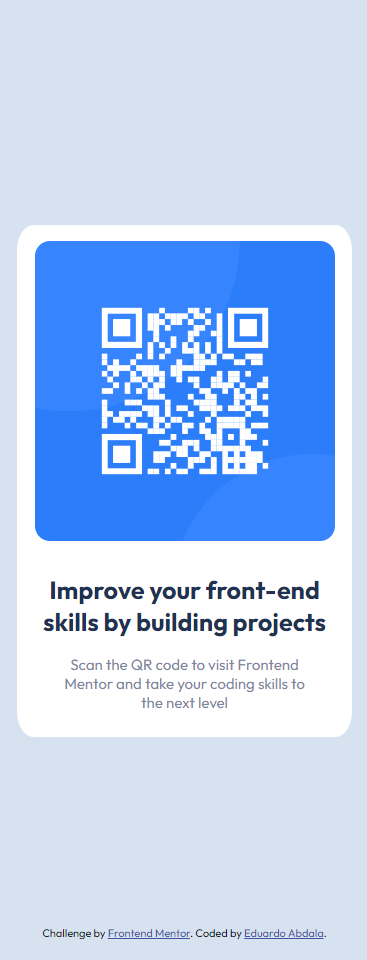 Improve your front-end
skills by building projects
Scan the QR code to visit Frontend
Mentor and take your coding skills to
the next level
Challenge by Frontend Mentor. Coded by Eduardo Abdala.